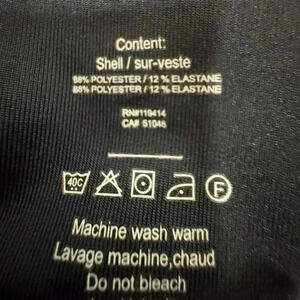 Content:
Shell / sur-veste
88% POLYESTER / 12 % ELASTANE
88% POLYESTER / 12 % ELASTANE
RN#119414
CA# 51048
40C F
Machine wash warm
Lavage machine,chaud
Do not bleach